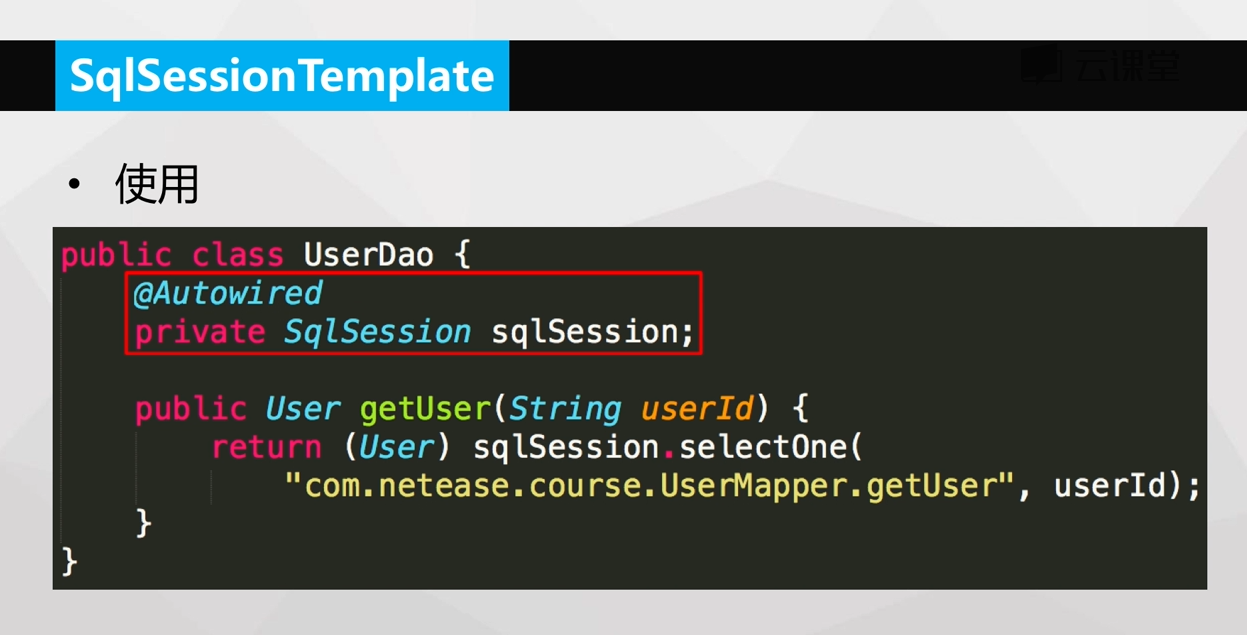 云课堂
SqlSessionTemplate
• 使用
public class UserDao {
@Autowired
private SqlSession sqlSession;
public User getUser(String userId) {
return (User) sqlSession.selectOne(
"com.netease.course.UserMapper.getUser", userId);
}
}